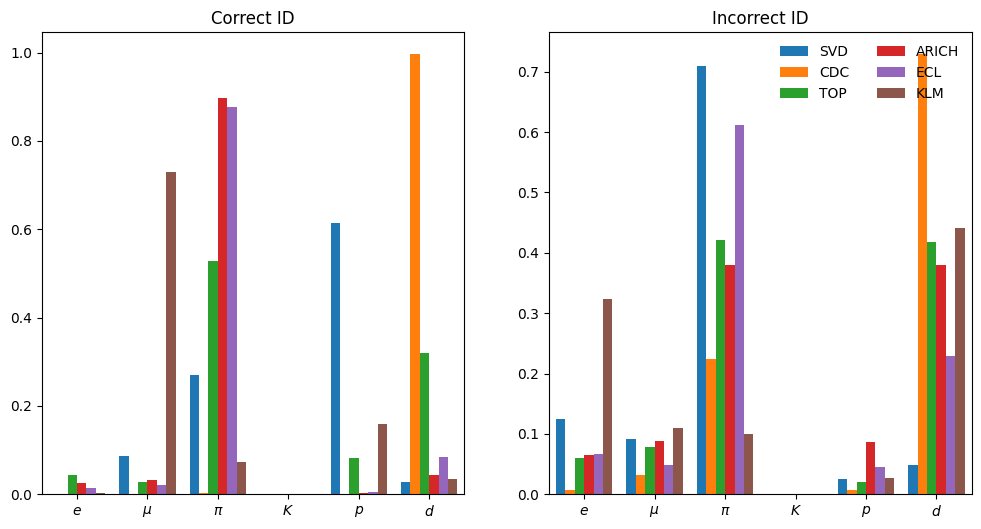 Correct ID
1.0
0.8
0.6
0.4
0.2
0.0
e μ π K p d
Incorrect ID
SVD ARICH
CDC ECL
TOP KLM
0.7
0.6
0.5
0.4
0.3
0.2
0.1
0.0
e μ π K p d